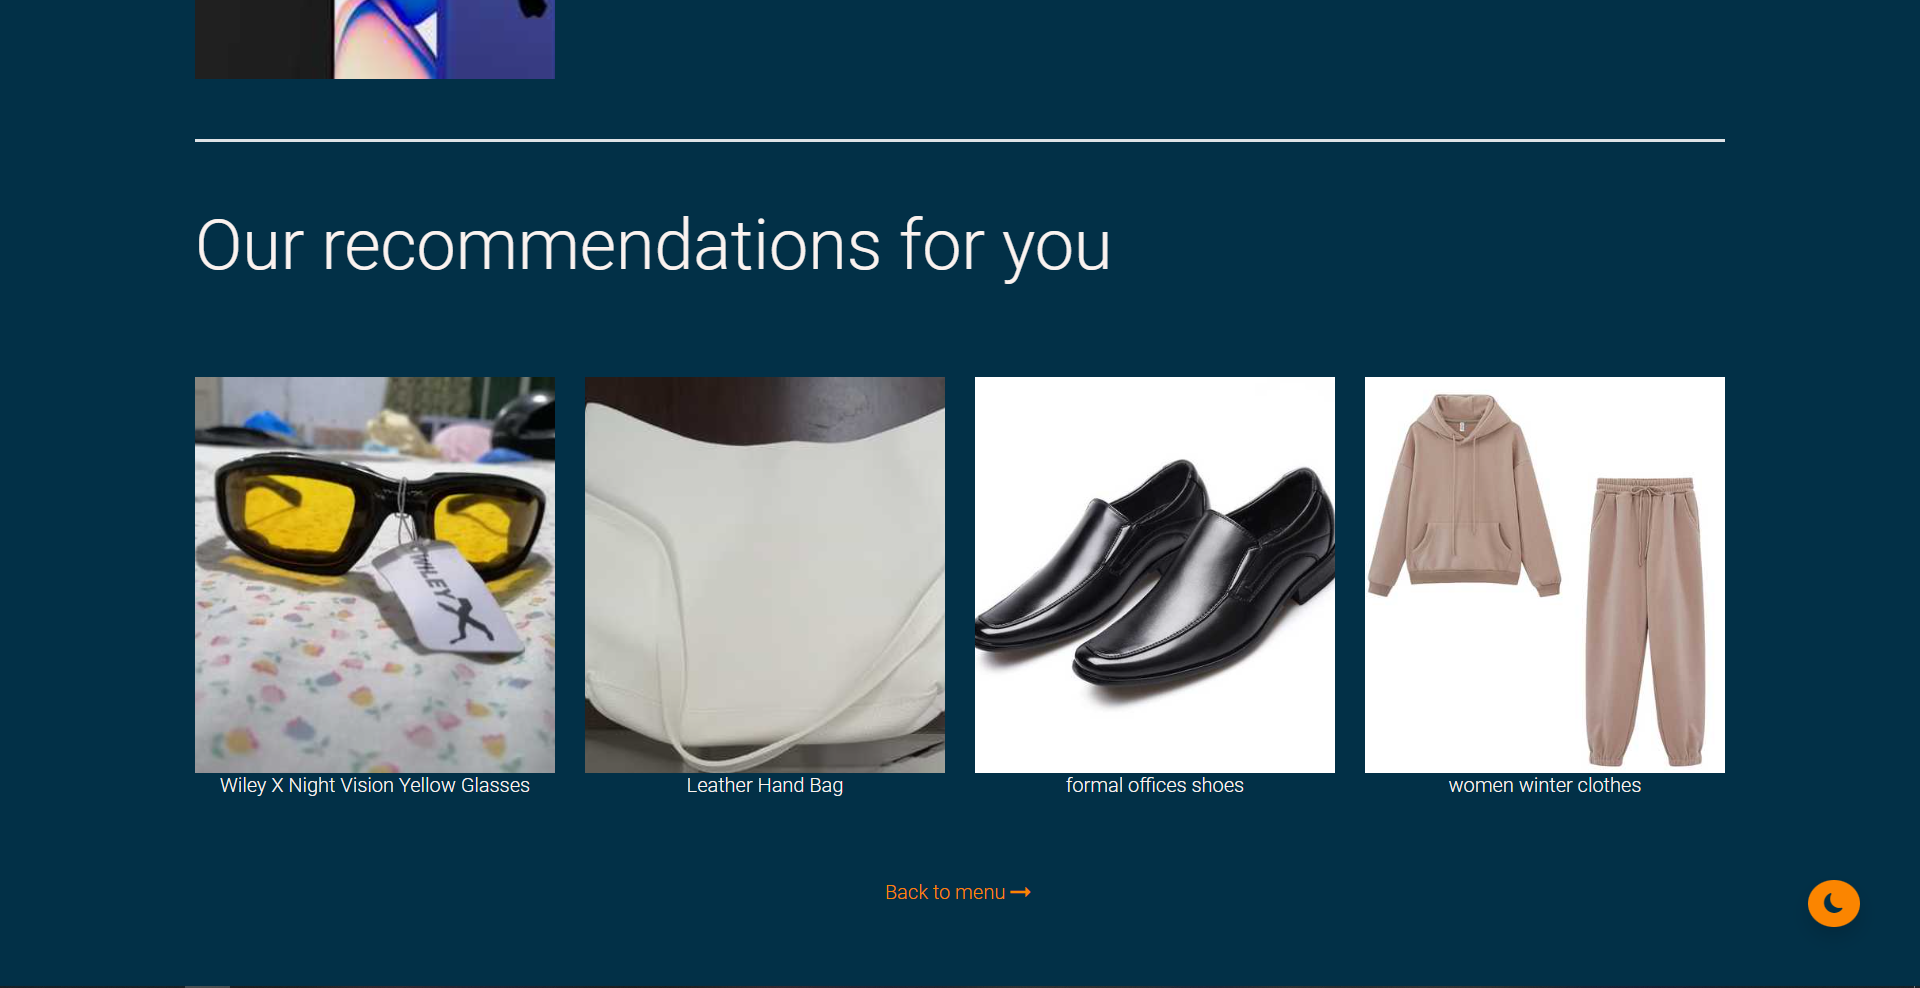 Our recommendations for you
WILEY X
Wiley X Night Vision Yellow Glasses
Leather Hand Bag
formal offices shoes
women winter clothes
Back to menu